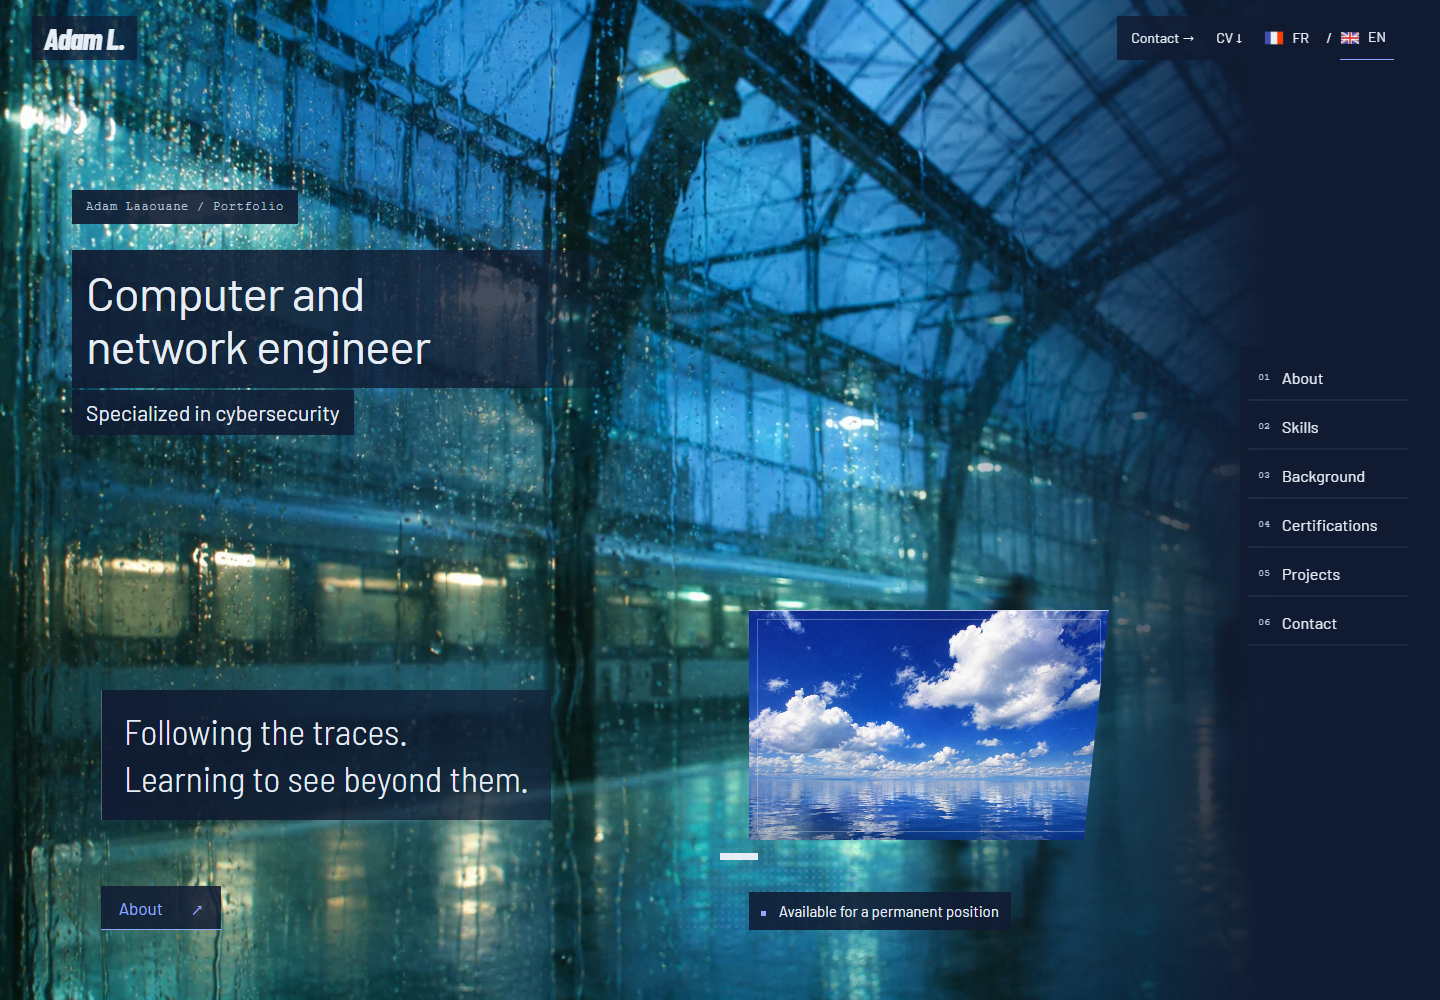 Adam L.
Contact → CV ↓ FR / EN
Adam Laaouane / Portfolio
Computer and
network engineer
Specialized in cybersecurity
01 About
02 Skills
03 Background
04 Certifications
05 Projects
06 Contact
Following the traces.
Learning to see beyond them.
About ↗
Available for a permanent position